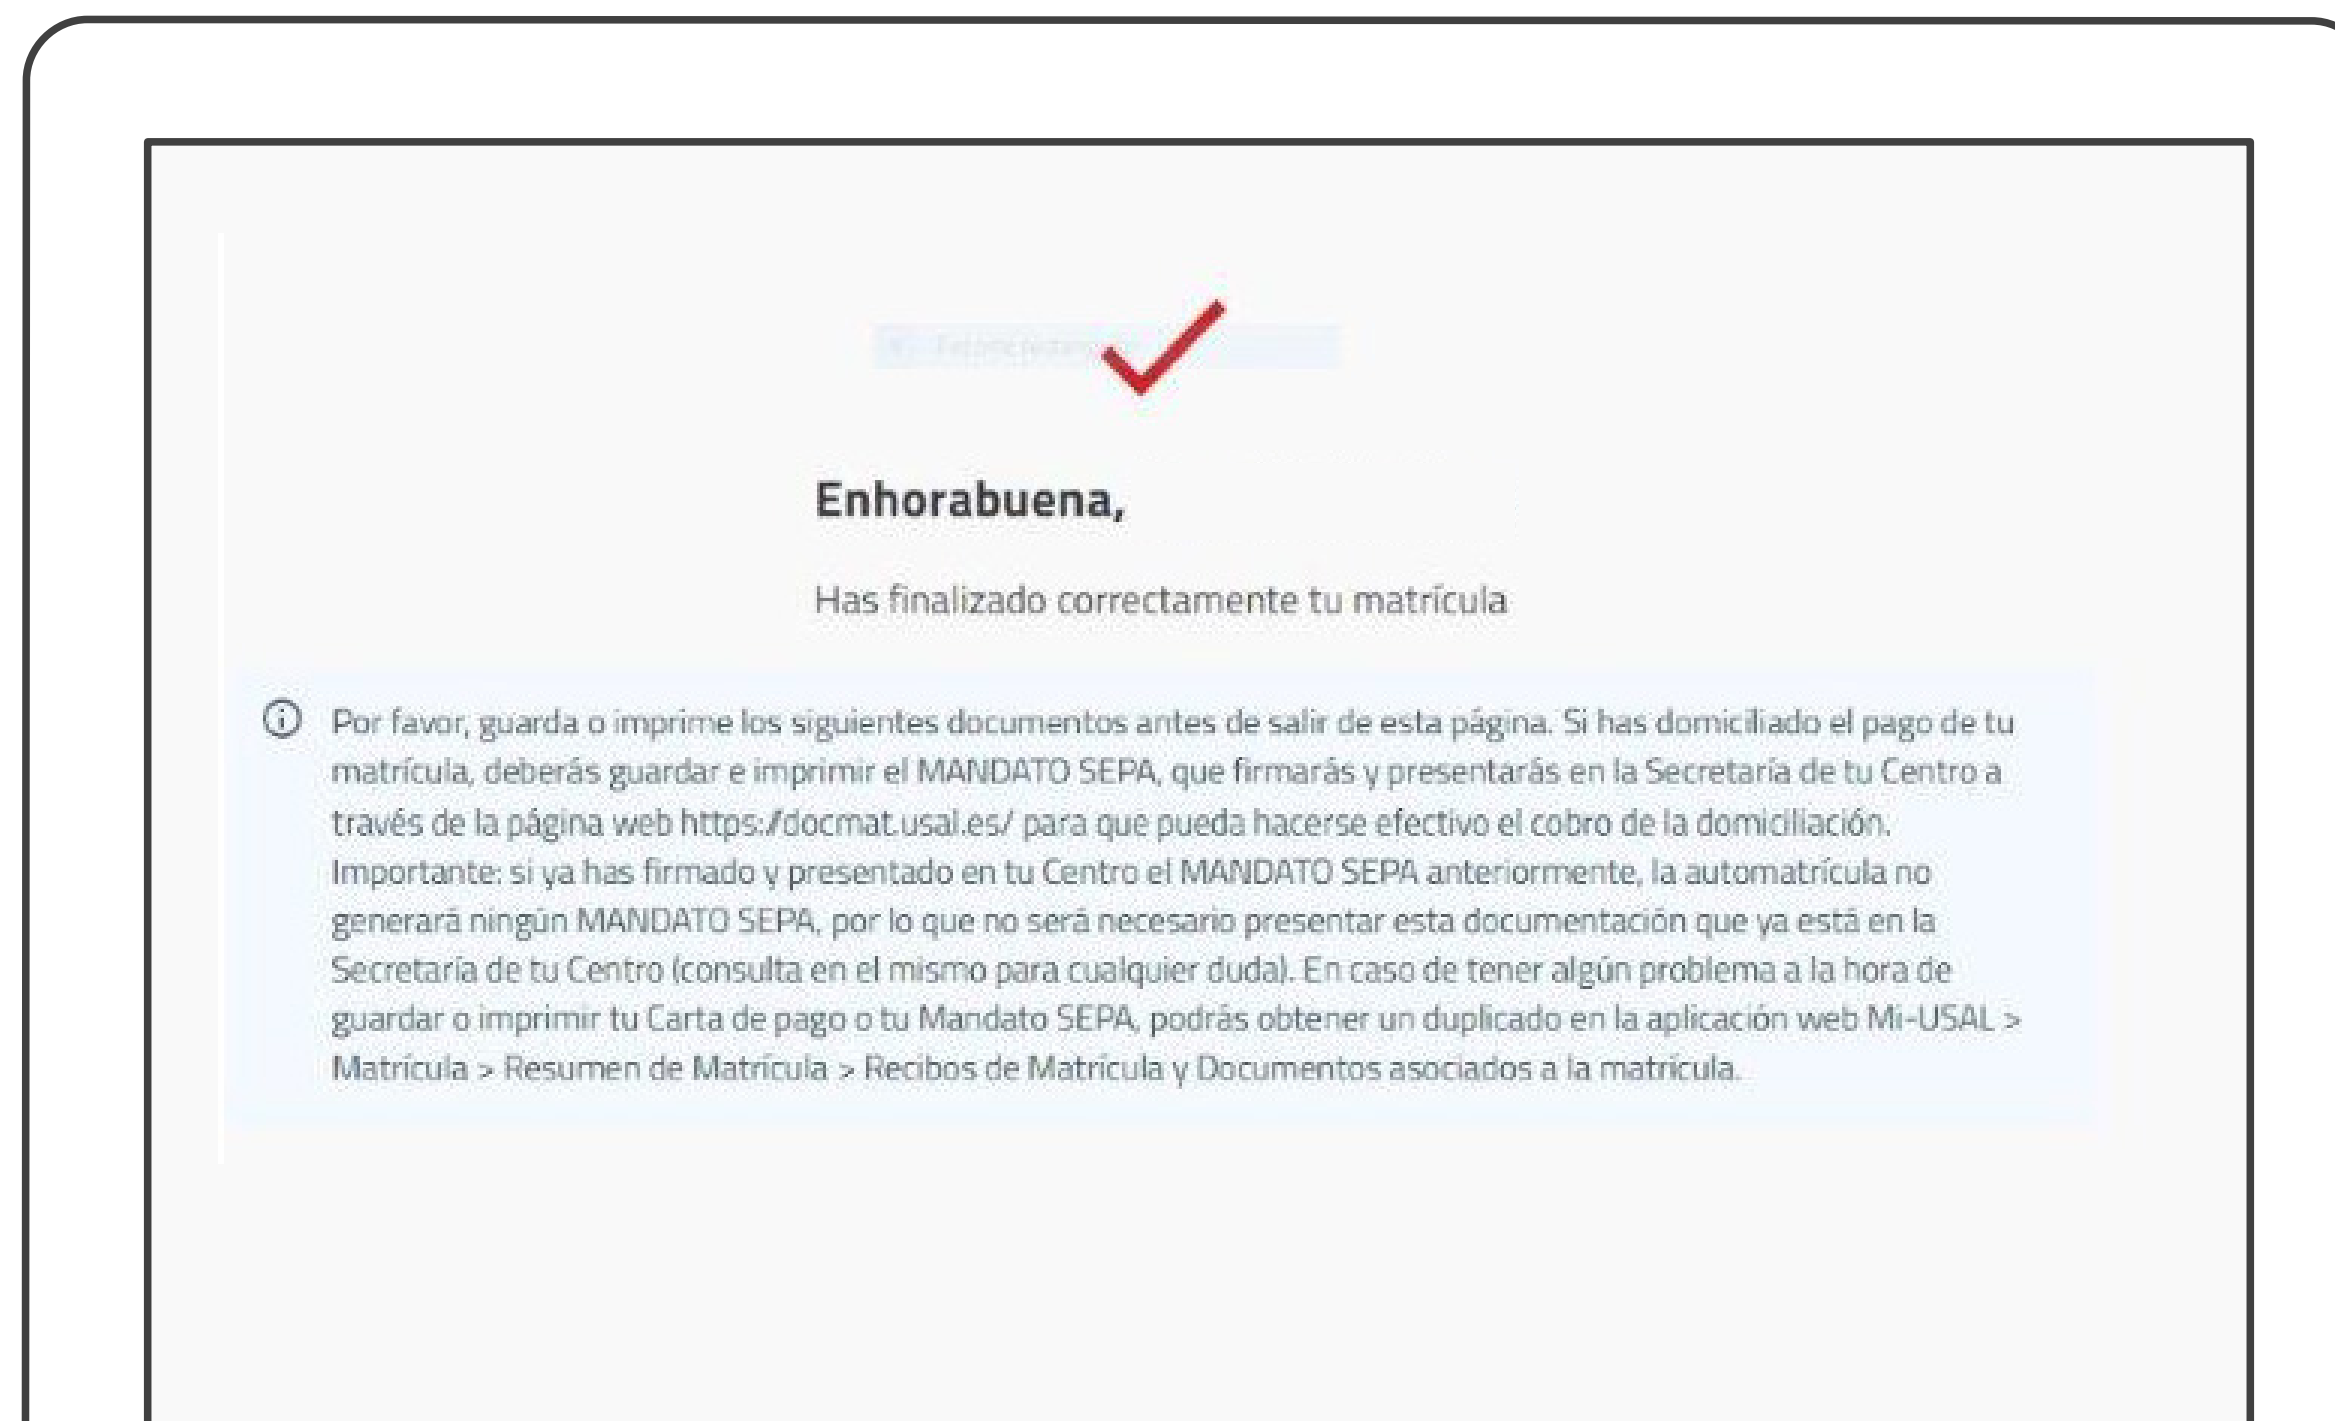 Enhorabuena,
Has finalizado correctamente tu matrícula
Por favor, guarda o imprime los siguientes documentos antes de salir de esta página. Si has domiciliado el pago de tu
matrícula, deberás guardar e imprimir el MANDATO SEPA, que firmarás y presentarás en la Secretaría de tu Centro a
través de la página web https://docmat.usal.es/ para que pueda hacerse efectivo el cobro de la domiciliación.
Importante: si ya has firmado y presentado en tu Centro el MANDATO SEPA anteriormente, la automatrícula no
generará ningún MANDATO SEPA, por lo que no será necesario presentar esta documentación que ya está en la
Secretaría de tu Centro (consulta en el mismo para cualquier duda). En caso de tener algún problema a la hora de
guardar o imprimir tu Carta de pago o tu Mandato SEPA, podrás obtener un duplicado en la aplicación web Mi-USAL >
Matrícula > Resumen de Matrícula > Recibos de Matrícula y Documentos asociados a la matrícula.